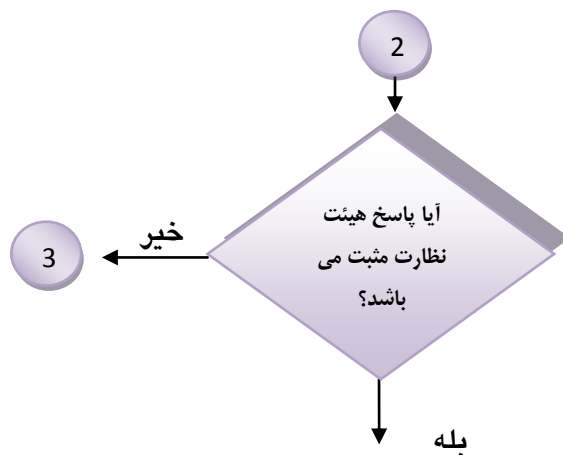 2
آیا پاسخ هیئت
نظارت مثبت می
باشد؟
خیر
3
بله